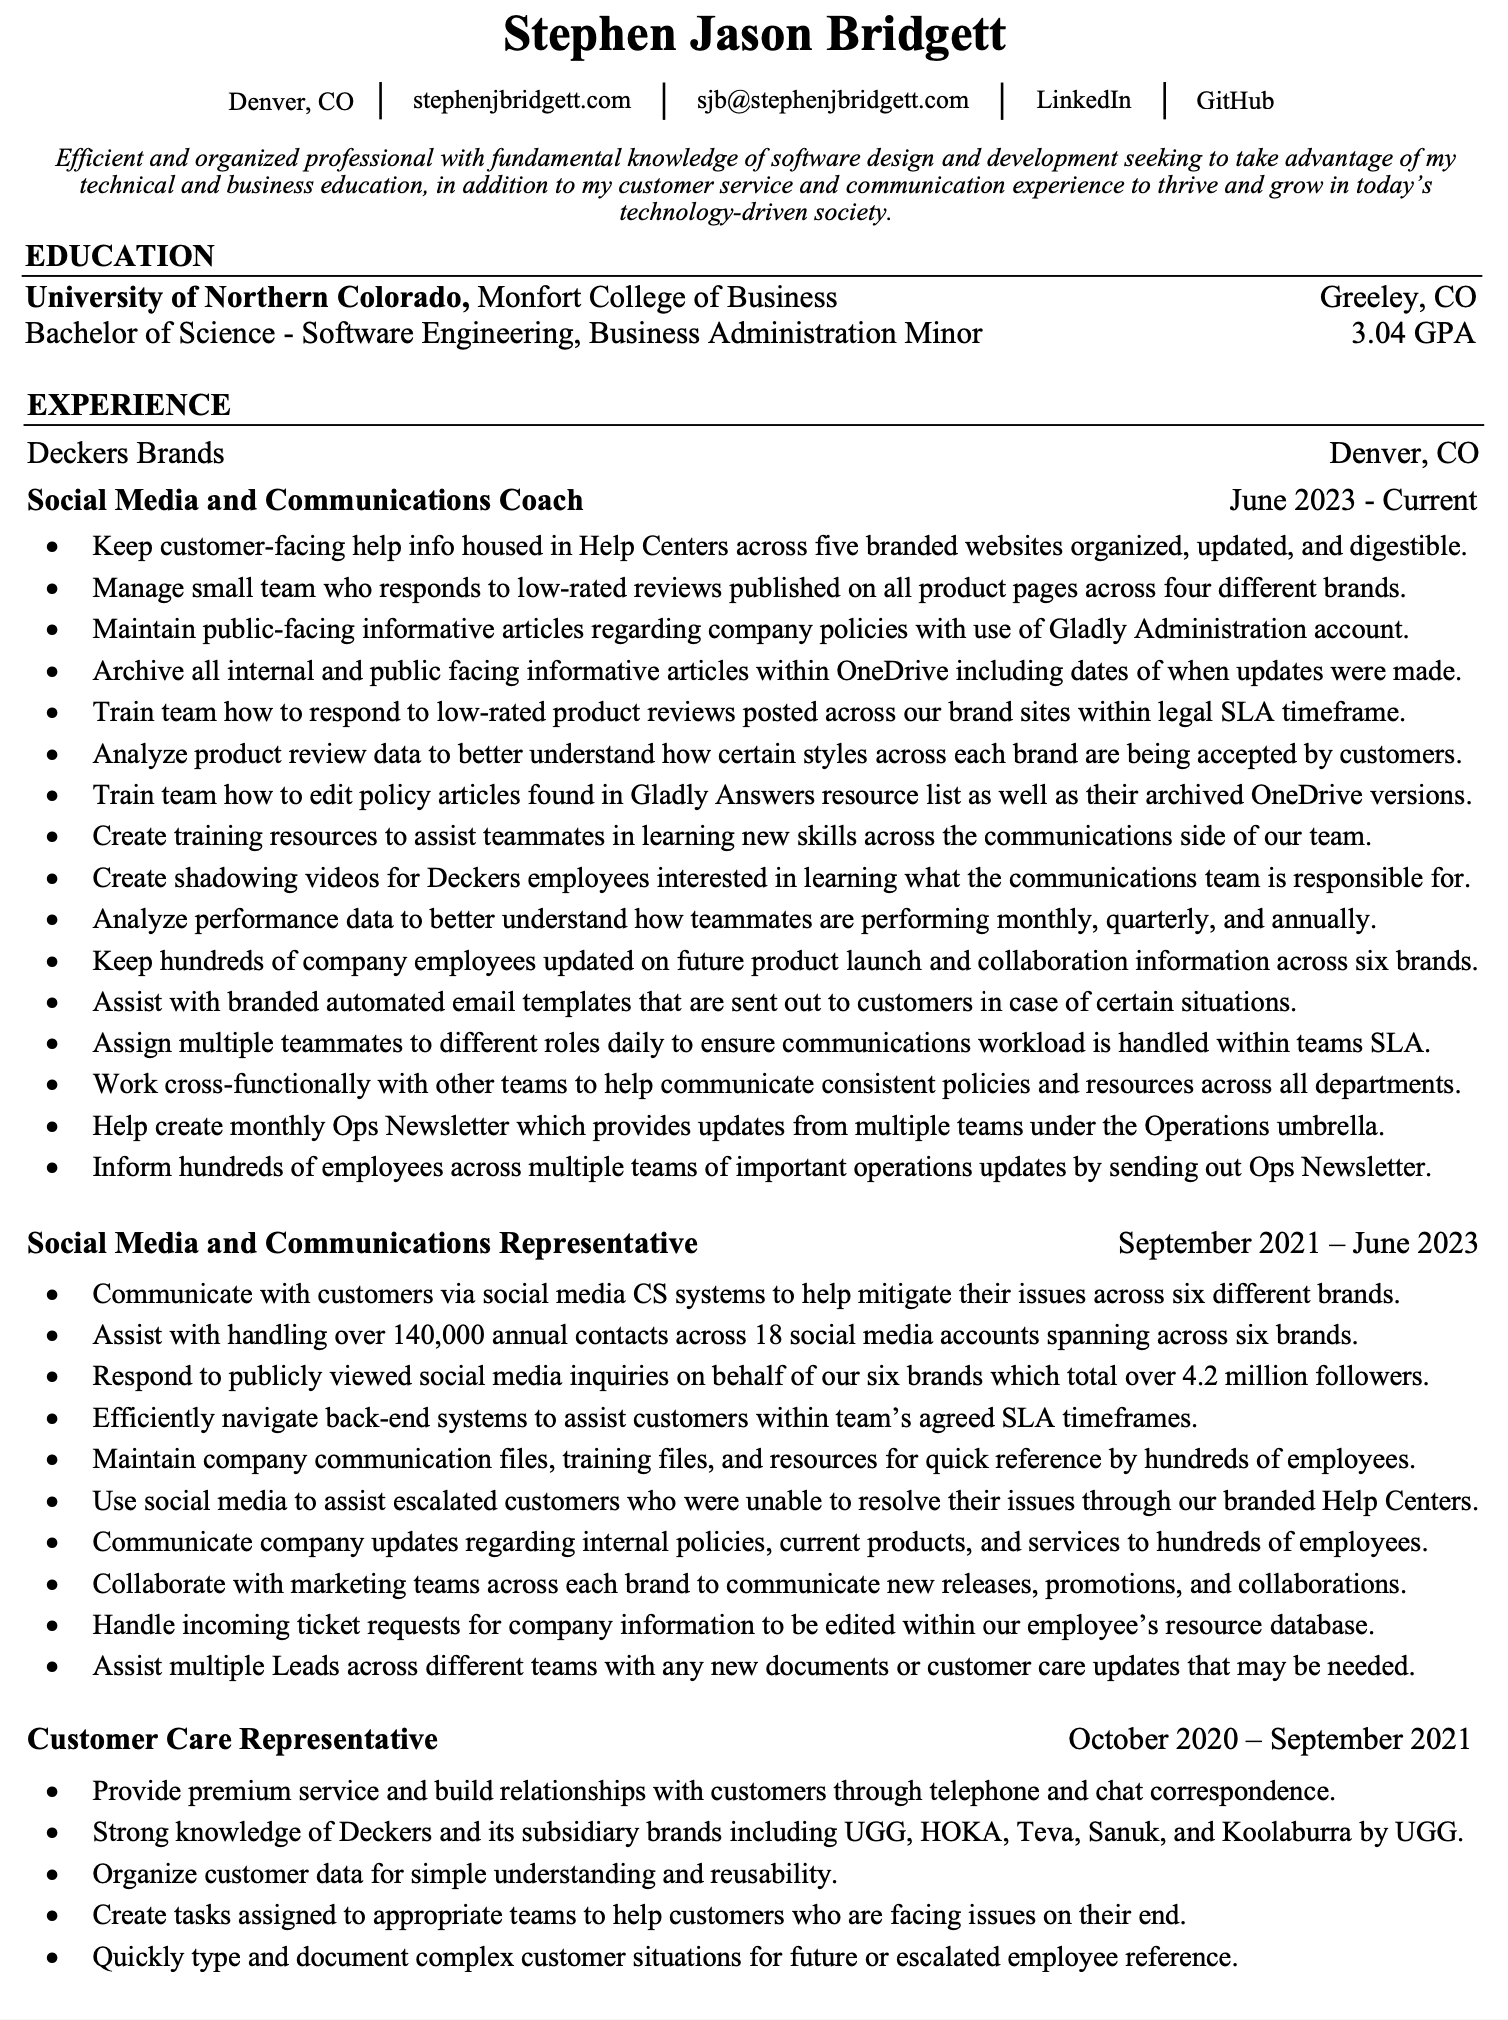 Stephen Jason Bridgett
Denver, CO | stephenjbridgett.com | sjb@stephenjbridgett.com | LinkedIn | GitHub
Efficient and organized professional with fundamental knowledge of software design and development seeking to take advantage of my
technical and business education, in addition to my customer service and communication experience to thrive and grow in today’s
technology-driven society.
EDUCATION
University of Northern Colorado, Monfort College of Business Greeley, CO
Bachelor of Science - Software Engineering, Business Administration Minor 3.04 GPA
EXPERIENCE
Deckers Brands Denver, CO
Social Media and Communications Coach June 2023 - Current
• Keep customer-facing help info housed in Help Centers across five branded websites organized, updated, and digestible.
• Manage small team who responds to low-rated reviews published on all product pages across four different brands.
• Maintain public-facing informative articles regarding company policies with use of Gladly Administration account.
• Archive all internal and public facing informative articles within OneDrive including dates of when updates were made.
• Train team how to respond to low-rated product reviews posted across our brand sites within legal SLA timeframe.
• Analyze product review data to better understand how certain styles across each brand are being accepted by customers.
• Train team how to edit policy articles found in Gladly Answers resource list as well as their archived OneDrive versions.
• Create training resources to assist teammates in learning new skills across the communications side of our team.
• Create shadowing videos for Deckers employees interested in learning what the communications team is responsible for.
• Analyze performance data to better understand how teammates are performing monthly, quarterly, and annually.
• Keep hundreds of company employees updated on future product launch and collaboration information across six brands.
• Assist with branded automated email templates that are sent out to customers in case of certain situations.
• Assign multiple teammates to different roles daily to ensure communications workload is handled within teams SLA.
• Work cross-functionally with other teams to help communicate consistent policies and resources across all departments.
• Help create monthly Ops Newsletter which provides updates from multiple teams under the Operations umbrella.
• Inform hundreds of employees across multiple teams of important operations updates by sending out Ops Newsletter.
Social Media and Communications Representative September 2021 – June 2023
• Communicate with customers via social media CS systems to help mitigate their issues across six different brands.
• Assist with handling over 140,000 annual contacts across 18 social media accounts spanning across six brands.
• Respond to publicly viewed social media inquiries on behalf of our six brands which total over 4.2 million followers.
• Efficiently navigate back-end systems to assist customers within team’s agreed SLA timeframes.
• Maintain company communication files, training files, and resources for quick reference by hundreds of employees.
• Use social media to assist escalated customers who were unable to resolve their issues through our branded Help Centers.
• Communicate company updates regarding internal policies, current products, and services to hundreds of employees.
• Collaborate with marketing teams across each brand to communicate new releases, promotions, and collaborations.
• Handle incoming ticket requests for company information to be edited within our employee’s resource database.
• Assist multiple Leads across different teams with any new documents or customer care updates that may be needed.
Customer Care Representative October 2020 – September 2021
• Provide premium service and build relationships with customers through telephone and chat correspondence.
• Strong knowledge of Deckers and its subsidiary brands including UGG, HOKA, Teva, Sanuk, and Koolaburra by UGG.
• Organize customer data for simple understanding and reusability.
• Create tasks assigned to appropriate teams to help customers who are facing issues on their end.
• Quickly type and document complex customer situations for future or escalated employee reference.